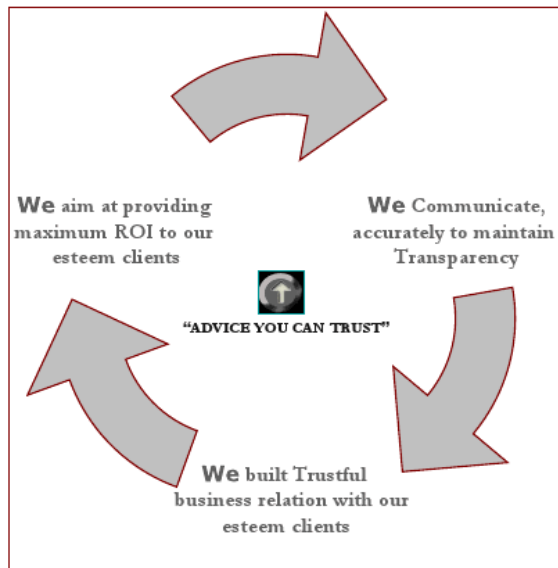 We aim at providing
maximum ROI to our
esteem clients
We Communicate,
accurately to maintain
Transparency
“ADVICE YOU CAN TRUST”
We built Trustful
business relation with our
esteem clients